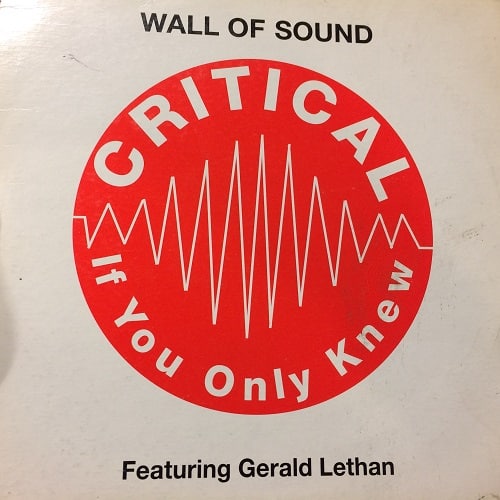 WALL OF SOUND
CRITICAL
If You Only Knew
Featuring Gerald Lethan